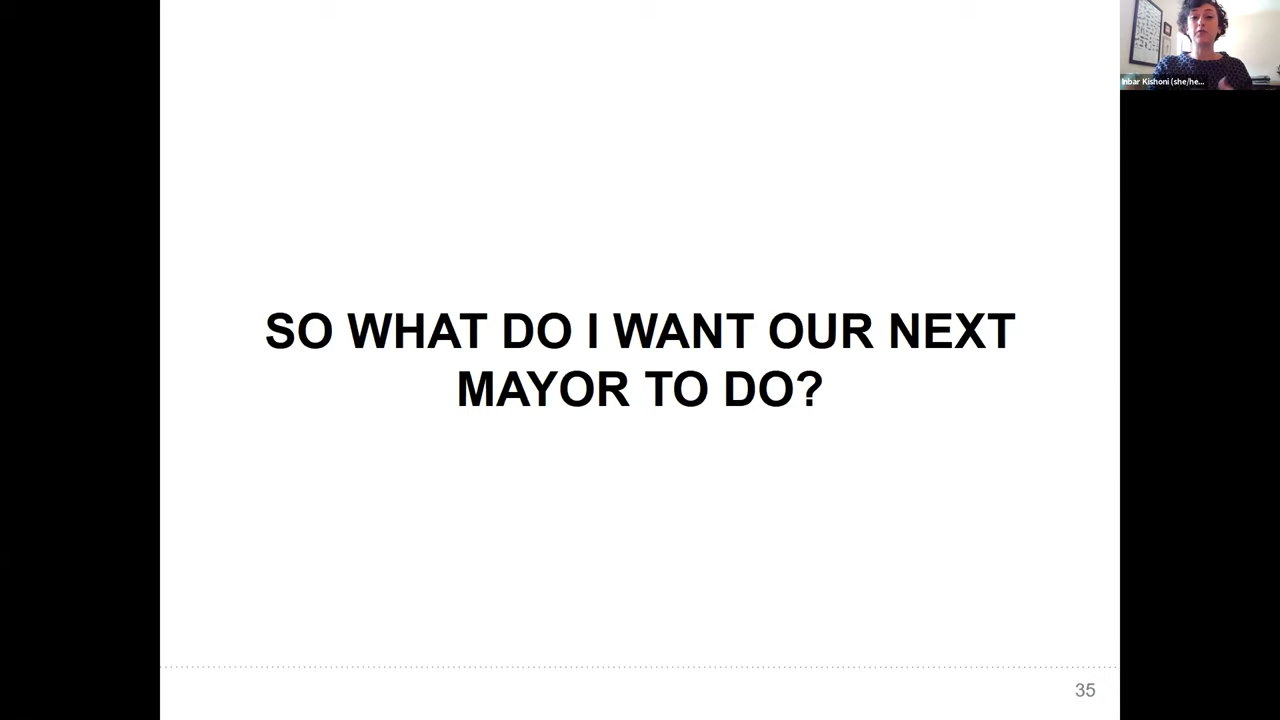 Inbar Kishoni (she/he...
SO WHAT DO I WANT OUR NEXT
MAYOR TO DO?
35